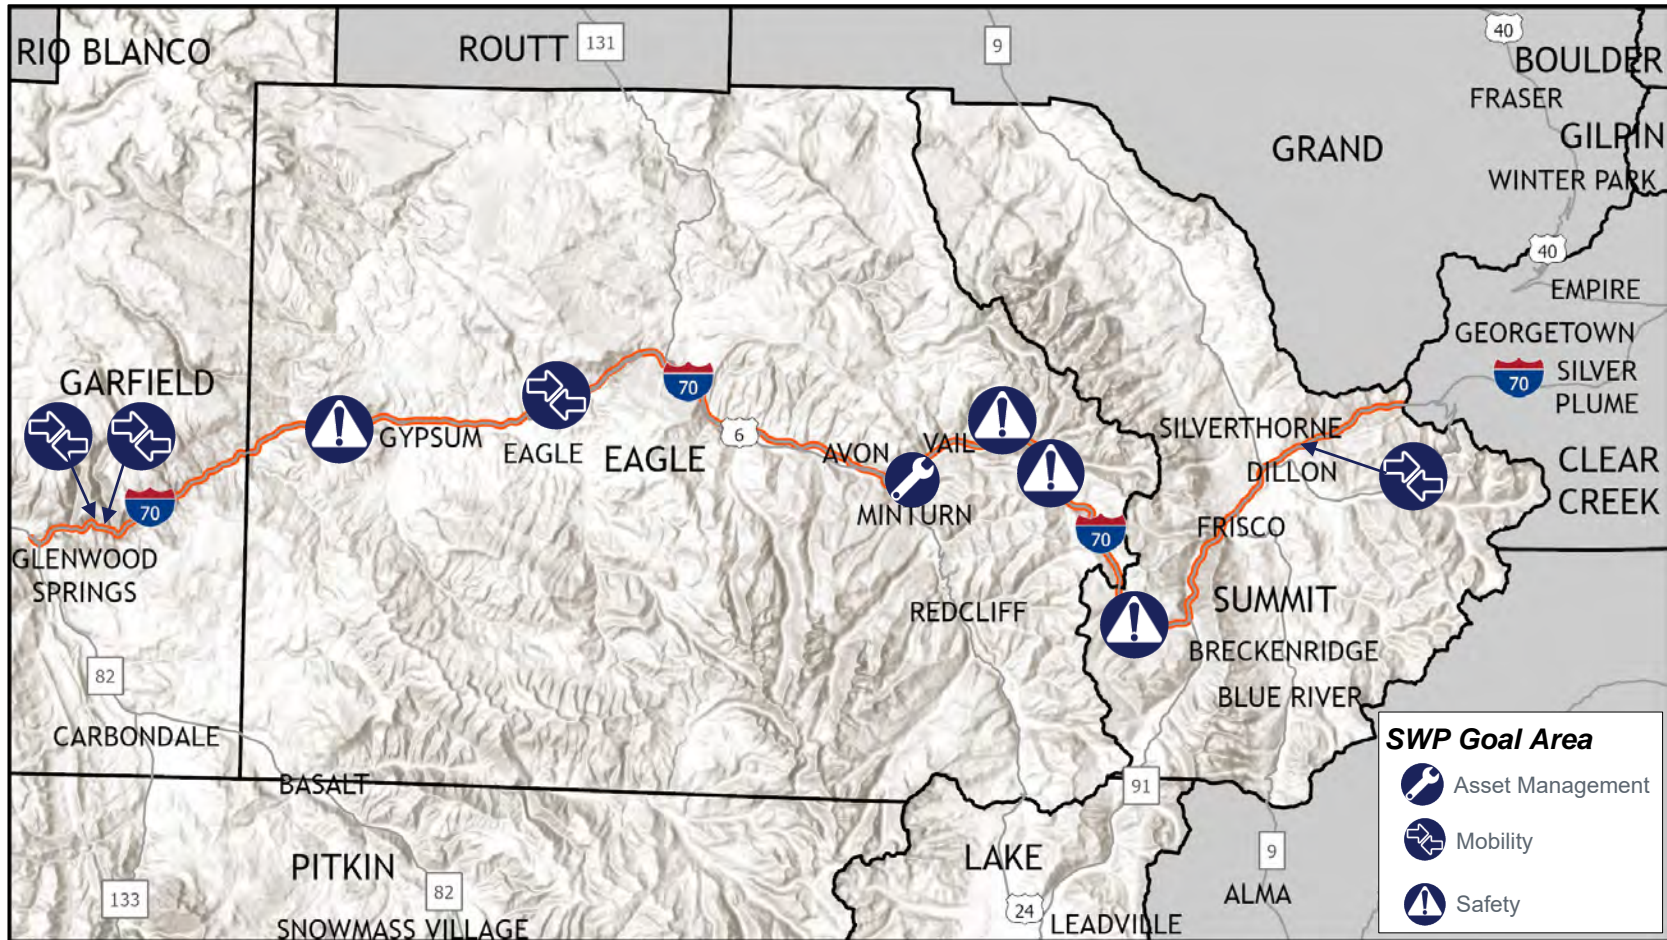 RIO BLANCO
ROUTT
131
9
40
BOULDER
FRASER
GILPIN
GRAND
WINTER PARK
40
EMPIRE
GEORGETOWN
70
SILVER
PLUME
GARFIELD
70
6
GYPSUM
EAGLE
EAGLE
AVON
VAIL
SILVERTHORNE
DILLON
CLEAR
CREEK
70
MINTURN
70
FRISCO
GLENWOOD
SPRINGS
REDCLIFF
SUMMIT
BRECKENRIDGE
82
BLUE RIVER
CARBONDALE
BASALT
91
PITKIN
82
133
SNOWMASS VILLAGE
LAKE
24
LEADVILLE
9
ALMA
SWP Goal Area
Asset Management
Mobility
Safety